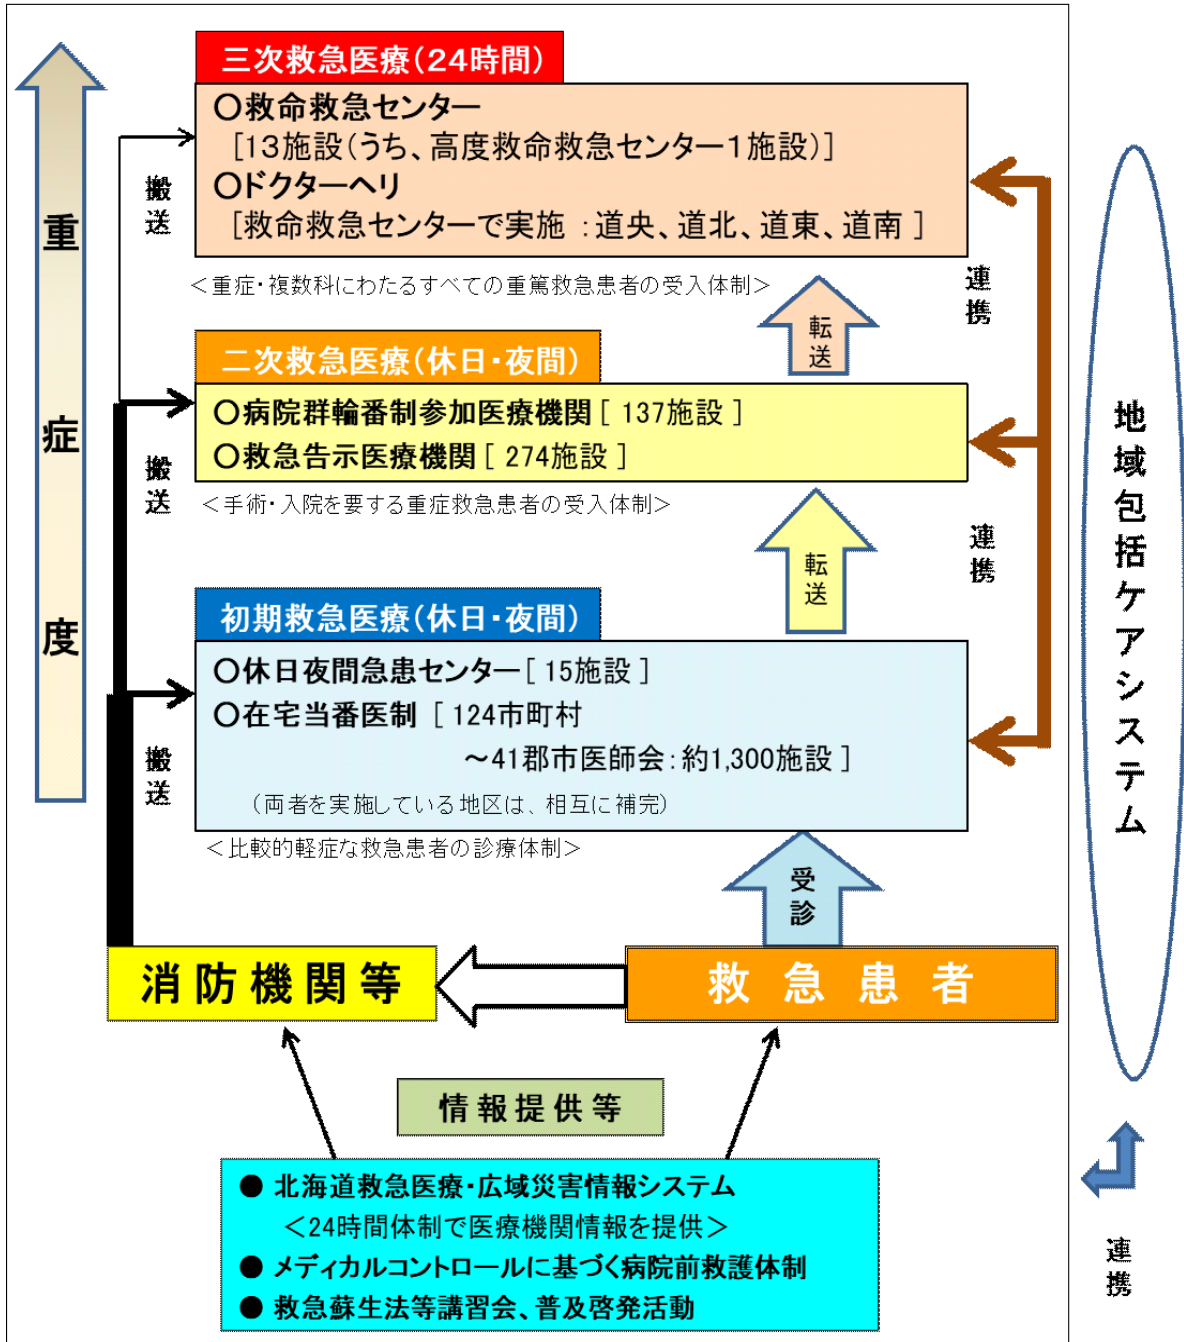 三次救急医療(24時間)
○救命救急センター
[13施設(うち、高度救命救急センター1施設)]
○ドクターヘリ
[救命救急センターで実施 :道央、道北、道東、道南 ]
<重症・複数科にわたるすべての重篤救急患者の受入体制>
搬送
連携
転送
重症度
二次救急医療(休日・夜間)
○病院群輪番制参加医療機関 [ 137施設 ]
○救急告示医療機関 [ 274施設 ]
<手術・入院を要する重症救急患者の受入体制>
搬送
連携
転送
初期救急医療(休日・夜間)
○休日夜間急患センター[ 15施設 ]
○在宅当番医制 [ 124市町村
~41郡市医師会:約1,300施設 ]
(両者を実施している地区は、相互に補完)
<比較的軽症な救急患者の診療体制>
搬送
受診
地域包括ケアシステム
消防機関等
救急患者
情報提供等
● 北海道救急医療・広域災害情報システム
<24時間体制で医療機関情報を提供>
● メディカルコントロールに基づく病院前救護体制
● 救急蘇生法等講習会、普及啓発活動
連携